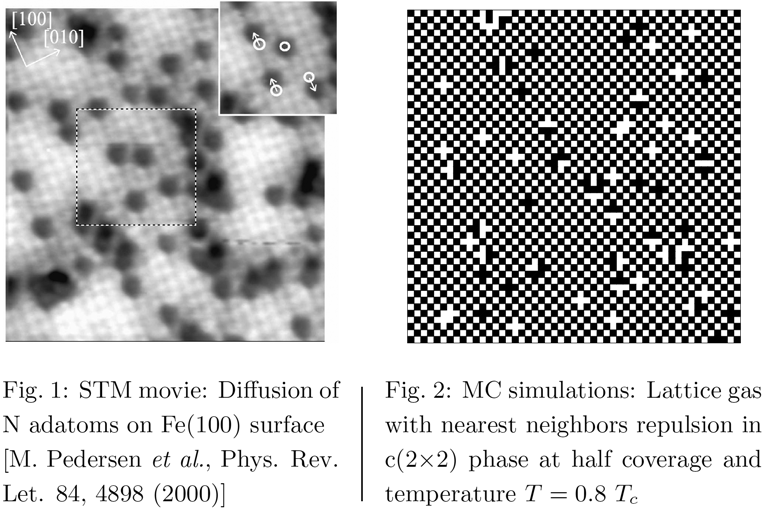 [100]
[010]
Fig. 1: STM movie: Diffusion of
N adatoms on Fe(100) surface
[M. Pedersen et al., Phys. Rev.
Let. 84, 4898 (2000)]
Fig. 2: MC simulations: Lattice gas
with nearest neighbors repulsion in
c(2×2) phase at half coverage and
temperature T = 0.8 Tc